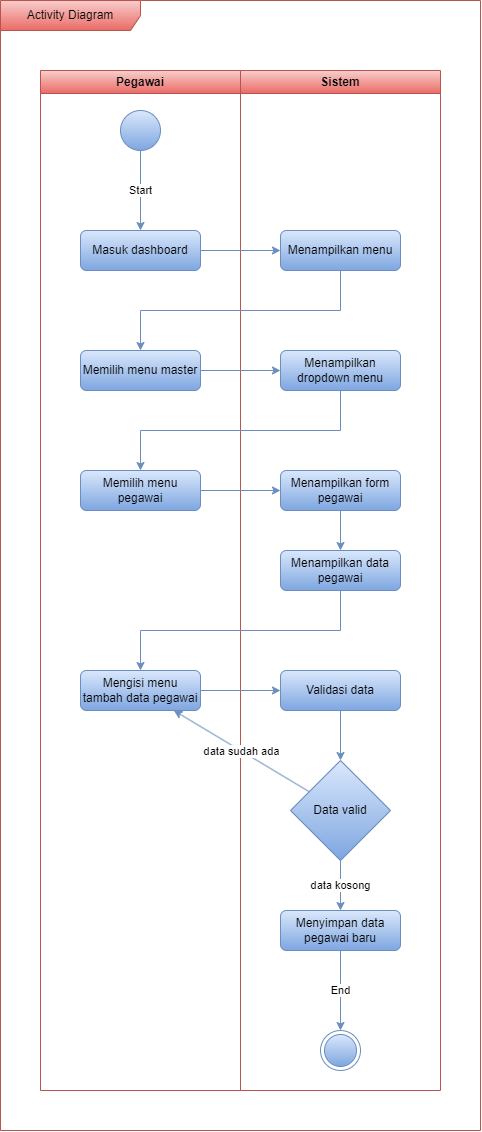 Activity Diagram
Pegawai
Sistem
Start
Masuk dashboard
Menampilkan menu
Memilih menu master
Menampilkan
dropdown menu
Memilih menu
pegawai
Menampilkan form
pegawai
Menampilkan data
pegawai
Mengisi menu
tambah data pegawai
Validasi data
data sudah ada
Data valid
data kosong
Menyimpan data
pegawai baru
End